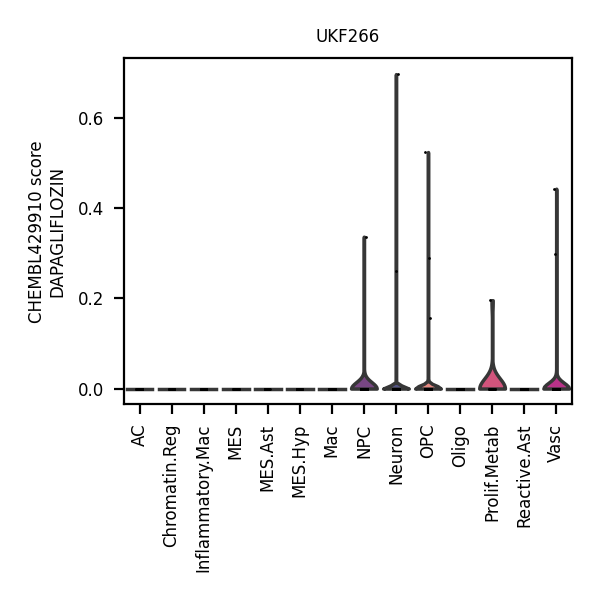 UKF266
CHEMBL429910 score
DAPAGLIFLOZIN
0.6
0.4
0.2
0.0
AC
Chromatin.Reg
Inflammatory.Mac
MES
MES.Ast
MES.Hyp
Mac
NPC
Neuron
OPC
Oligo
Prolif.Metab
Reactive.Ast
Vasc